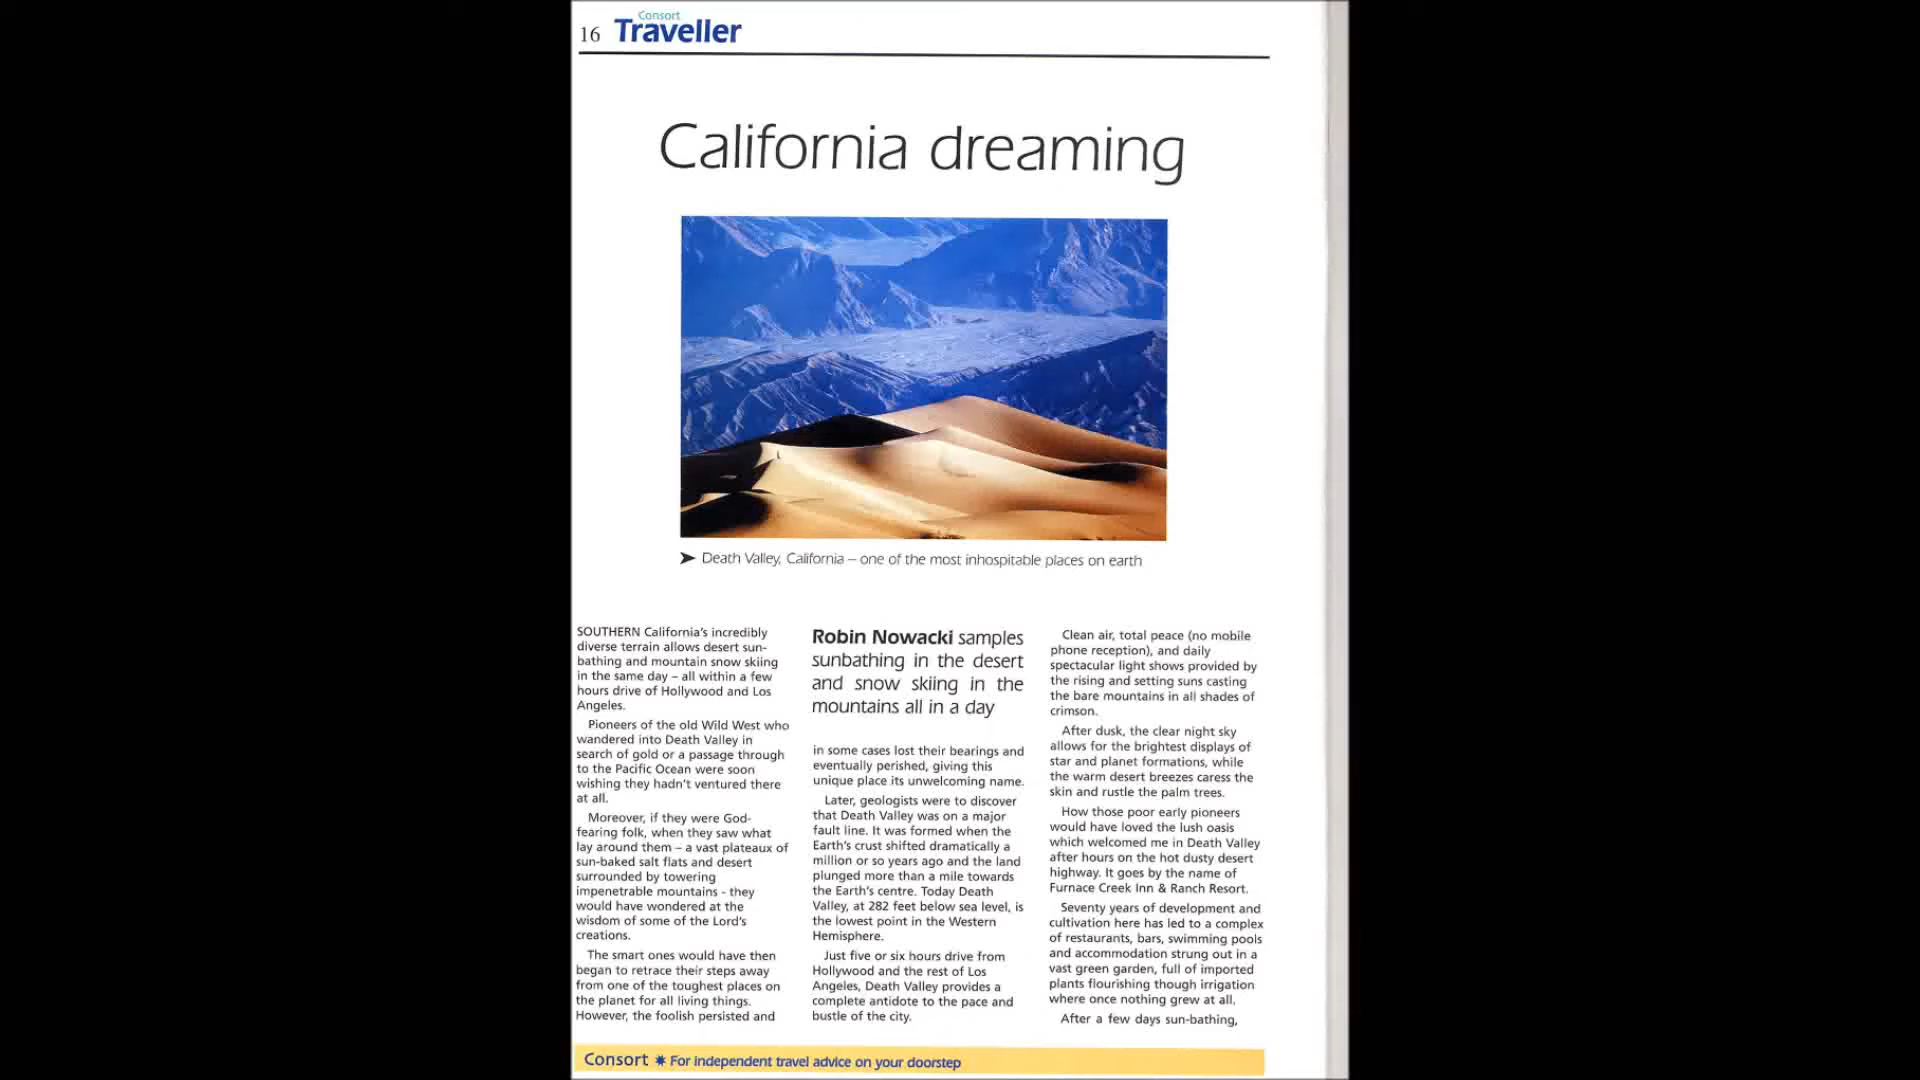 Consort
16 Traveller
California dreaming
➤ Death Valley, California – one of the most inhospitable places on earth
SOUTHERN California's incredibly
diverse terrain allows desert sun-
bathing and mountain snow skiing
in the same day – all within a few
hours drive of Hollywood and Los
Angeles.
Pioneers of the old Wild West who
wandered into Death Valley in
search of gold or a passage through
to the Pacific Ocean were soon
wishing they hadn't ventured there
at all.
Moreover, if they were God-
fearing folk, when they saw what
lay around them – a vast plateaux of
sun-baked salt flats and desert
surrounded by towering
impenetrable mountains - they
would have wondered at the
wisdom of some of the Lord's
creations.
The smart ones would have then
began to retrace their steps away
from one of the toughest places on
the planet for all living things.
However, the foolish persisted and
Robin Nowacki samples
sunbathing in the desert
and snow skiing in the
mountains all in a day
in some cases lost their bearings and
eventually perished, giving this
unique place its unwelcoming name.
Later, geologists were to discover
that Death Valley was on a major
fault line. It was formed when the
Earth's crust shifted dramatically a
million or so years ago and the land
plunged more than a mile towards
the Earth's centre. Today Death
Valley, at 282 feet below sea level, is
the lowest point in the Western
Hemisphere.
Just five or six hours drive from
Hollywood and the rest of Los
Angeles, Death Valley provides a
complete antidote to the pace and
bustle of the city.
Clean air, total peace (no mobile
phone reception), and daily
spectacular light shows provided by
the rising and setting suns casting
the bare mountains in all shades of
crimson.
After dusk, the clear night sky
allows for the brightest displays of
star and planet formations, while
the warm desert breezes caress the
skin and rustle the palm trees.
How those poor early pioneers
would have loved the lush oasis
which welcomed me in Death Valley
after hours on the hot dusty desert
highway. It goes by the name of
Furnace Creek Inn & Ranch Resort.
Seventy years of development and
cultivation here has led to a complex
of restaurants, bars, swimming pools
and accommodation strung out in a
vast green garden, full of imported
plants flourishing though irrigation
where once nothing grew at all.
After a few days sun-bathing,
Consort ✷ For independent travel advice on your doorstep